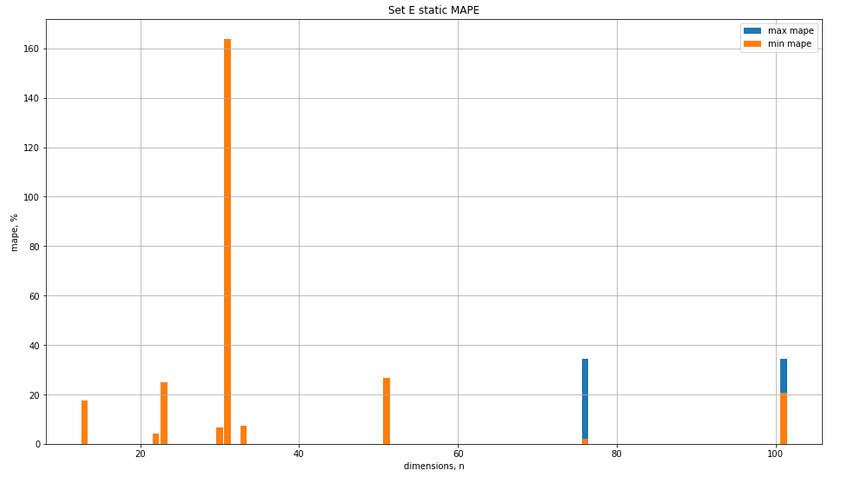 Set E static MAPE
max mape
min mape
mape, %
160
140
120
100
80
60
40
20
0
20 40 60 80 100
dimensions, n